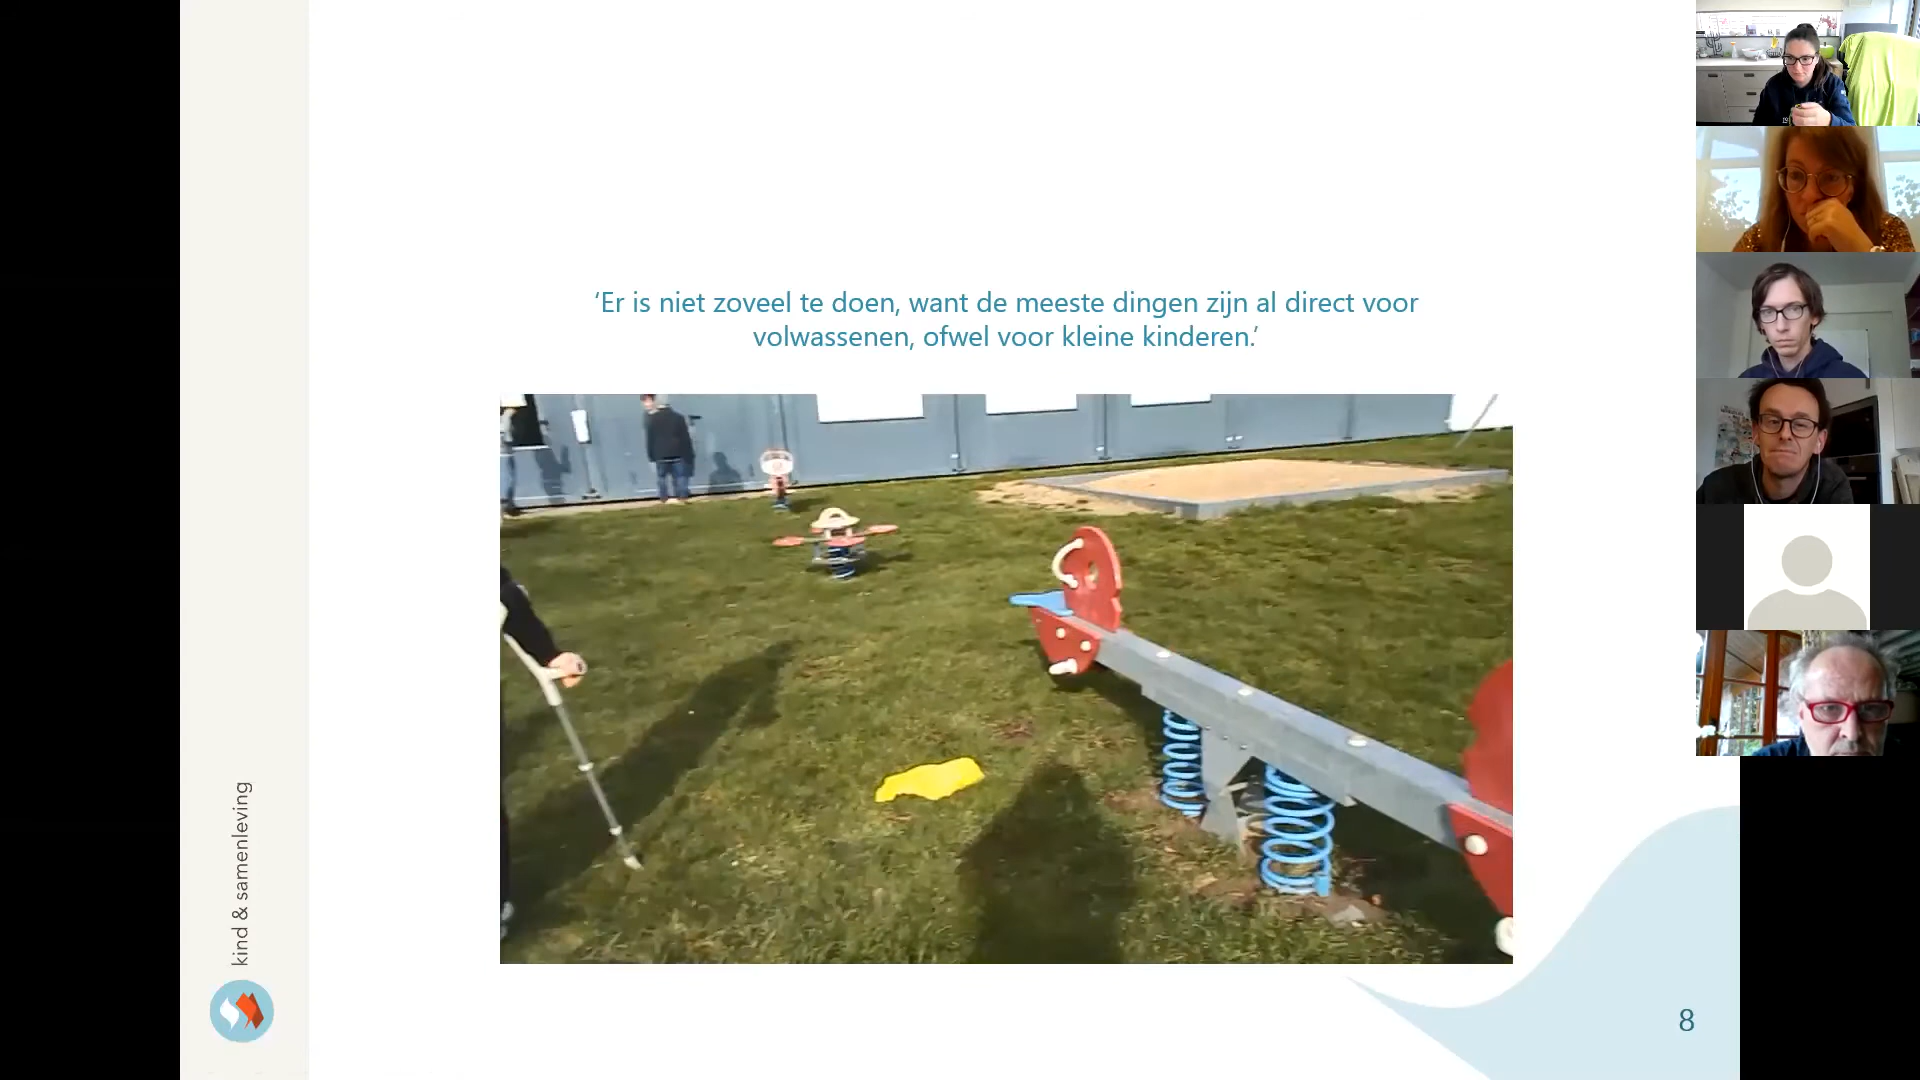 ‘Er is niet zoveel te doen, want de meeste dingen zijn al direct voor
volwassenen, ofwel voor kleine kinderen.’
kind & samenleving
8